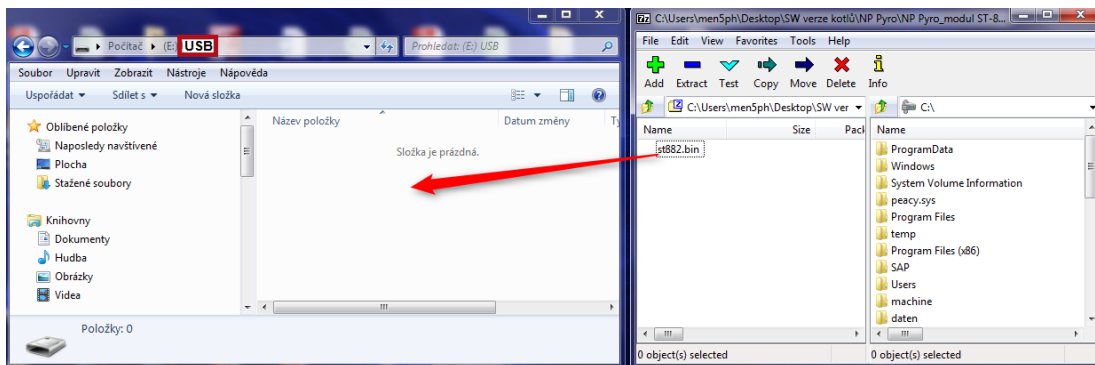 Počítač ▸ (E:) USB
Prohledat: (E:) USB
Soubor Upravit Zobrazit Nástroje Nápověda
Uspořádat Sdílet s Nová složka
Oblíbené položky
Naposledy navštívené
Plocha
Stažené soubory
Knihovny
Dokumenty
Hudba
Obrázky
Videa
Název položky Datum změny Ty
Složka je prázdná.
Položky: 0
C:\Users\men5ph\Desktop\SW verze kotlů\NP Pyro\NP Pyro_modul ST-8...
File Edit View Favorites Tools Help
Add Extract Test Copy Move Delete Info
C:\Users\men5ph\Desktop\SW ver
C:\
Name Size Pack
st882.bin
Name
ProgramData
Windows
System Volume Information
peacy.sys
Program Files
temp
Program Files (x86)
SAP
Users
machine
daten
0 object(s) selected
0 object(s) selected